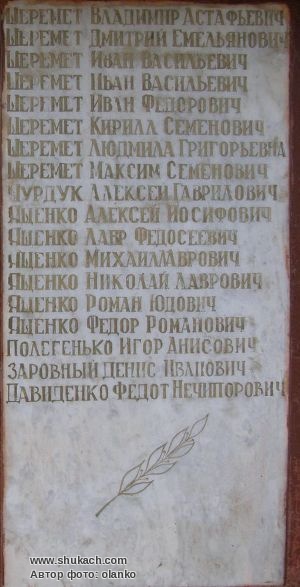 Шеремет Владимир Астафьевич
Шеремет Дмитрий Емельянович
Шеремет Иван Васильевич
Шеремет Иван Васильевич
Шеремет Иван Федорович
Шеремет Кирилл Семенович
Шеремет Людмила Григорьевна
Шеремет Максим Семенович
Шурдук Алексей Гаврилович
Яценко Алексей Иосифович
Яценко Лавр Федосеевич
Яценко Михаил Лаврович
Яценко Николай Лаврович
Яценко Роман Юдович
Яценко Федор Романович
Полегенько Игор Анисович
Заровный Денис Иванович
Давиденко Федот Нечипорович
www.shukach.com
Автор фото: olanko